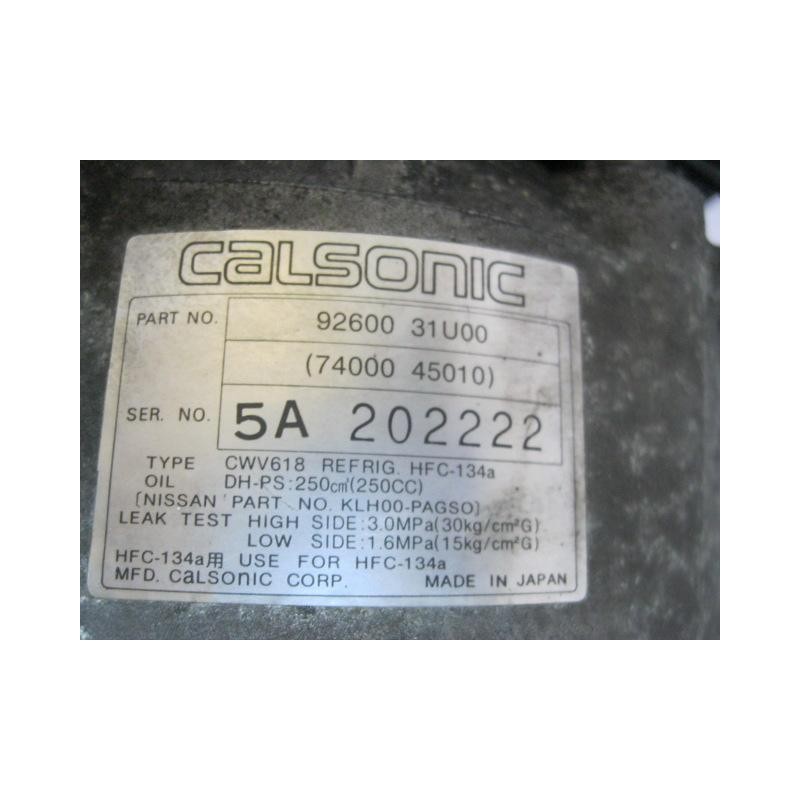 CALSONIC
PART NO. 92600 31U00
(74000 45010)
SER. NO. 5A 202222
TYPE CWV618 REFRIG. HFC-134a
OIL DH-PS:250cm³(250CC)
(NISSAN PART NO. KLH00-PAGSO)
LEAK TEST HIGH SIDE:3.0MPa(30kg/cm²G)
LOW SIDE:1.6MPa(15kg/cm²G)
HFC-134a用 USE FOR HFC-134a
MFD. CALSONIC CORP. MADE IN JAPAN